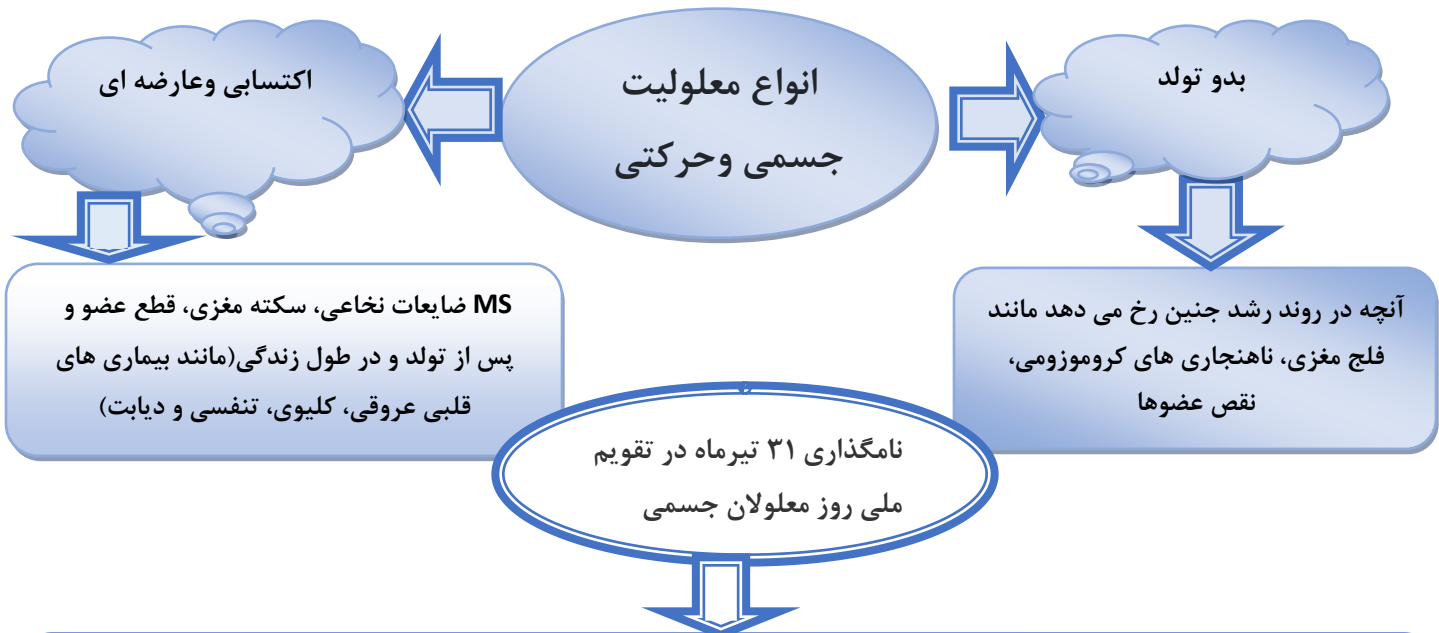 انواع معلولیت
جسمی وحرکتی
بدو تولد
اکتسابی وعارضه ای
آنچه در روند رشد جنین رخ می دهد مانند
فلج مغزی، ناهنجاری های کروموزومی،
نقص عضوها
MS ضایعات نخاعی، سکته مغزی، قطع عضو و
پس از تولد و در طول زندگی(مانند بیماری های
قلبی عروقی، کلیوی، تنفسی و دیابت)
نامگذاری ۳۱ تیرماه در تقویم
ملی روز معلولان جسمی